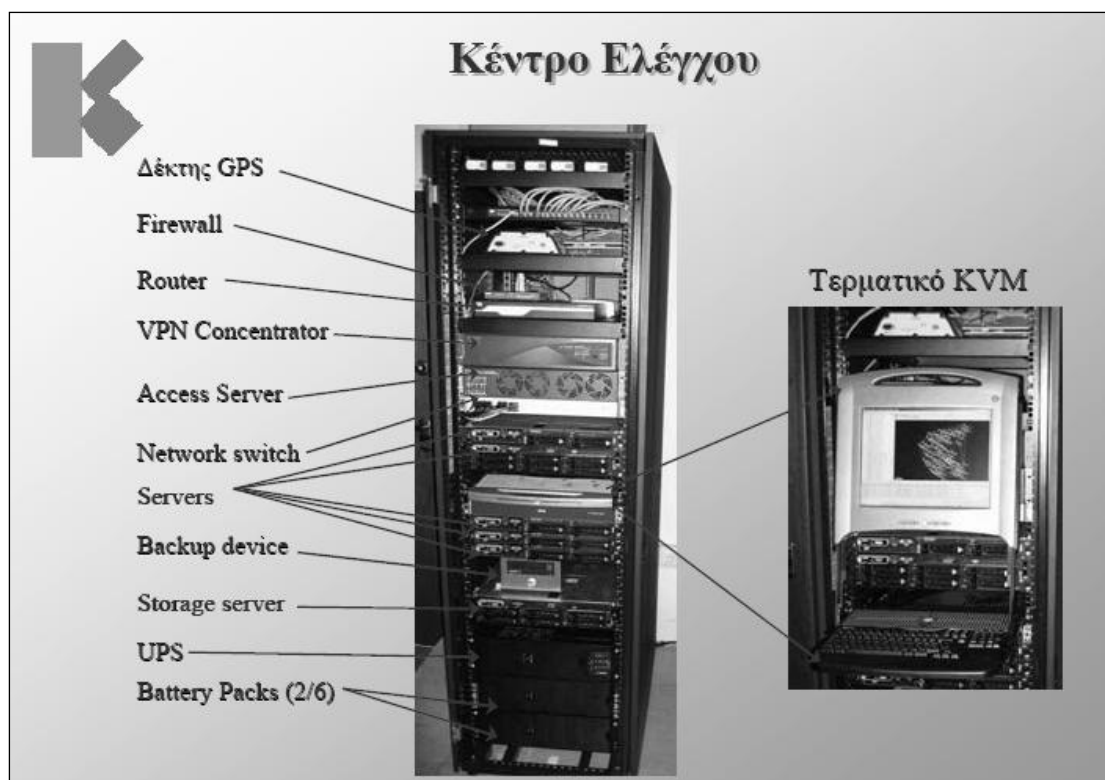 Κέντρο Ελέγχου
Δέκτης GPS
Firewall
Router
VPN Concentrator
Access Server
Network switch
Servers
Backup device
Storage server
UPS
Battery Packs (2/6)
Τερματικό KVM